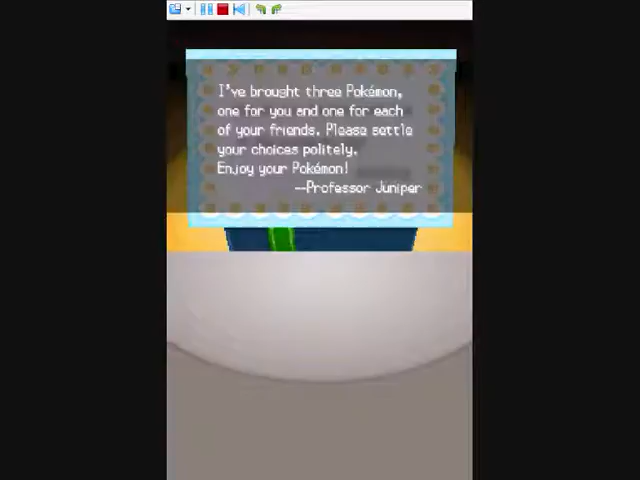 I've brought three Pokémon,
one for you and one for each
of your friends. Please settle
your choices politely.
Enjoy your Pokémon!
--Professor Juniper